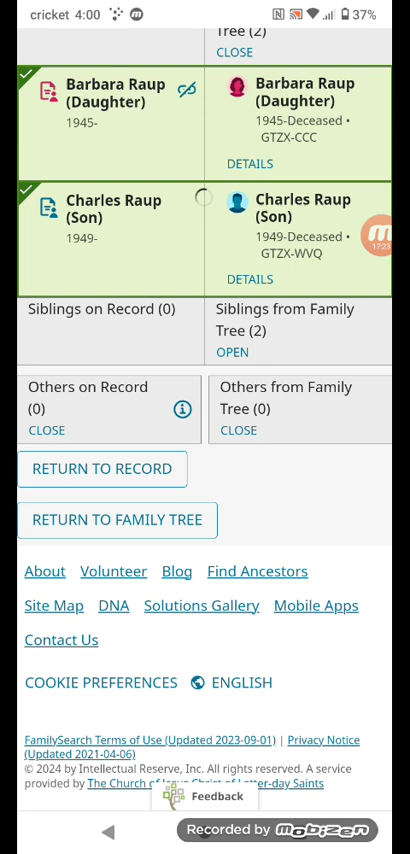 cricket 4:00 37%
Tree (2)
CLOSE
Barbara Raup
(Daughter)
1945-
Barbara Raup
(Daughter)
1945-Deceased •
GTZX-CCC
DETAILS
Charles Raup
(Son)
1949-
Charles Raup
(Son)
1949-Deceased •
GTZX-WVQ
DETAILS
17:23
Siblings on Record (0)
Siblings from Family
Tree (2)
OPEN
Others on Record
(0)
CLOSE
Others from Family
Tree (0)
CLOSE
RETURN TO RECORD
RETURN TO FAMILY TREE
About Volunteer Blog Find Ancestors
Site Map DNA Solutions Gallery Mobile Apps
Contact Us
COOKIE PREFERENCES ENGLISH
FamilySearch Terms of Use (Updated 2023-09-01) | Privacy Notice
(Updated 2021-04-06)
© 2024 by Intellectual Reserve, Inc. All rights reserved. A service
provided by The Church of Jesus Christ of Latter-day Saints
Feedback
Recorded by mobizen